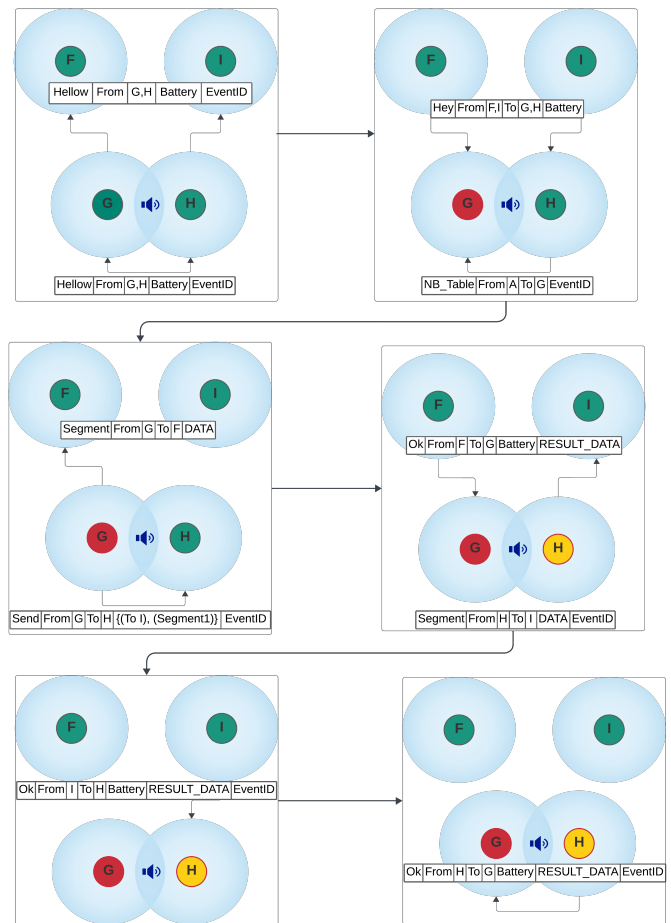 F
I
Hellow From G,H Battery EventID
G
H
Hellow From G,H Battery EventID
F
I
Hey From F,I To G,H Battery
G
H
NB_Table From A To G EventID
F
I
Segment From G To F DATA
G
H
Send From G To H {(To I), (Segment1)} EventID
F
I
Ok From F To G Battery RESULT_DATA
G
H
Segment From H To I DATA EventID
F
I
Ok From I To H Battery RESULT_DATA EventID
G
H
F
I
G
H
Ok From H To G Battery RESULT_DATA EventID